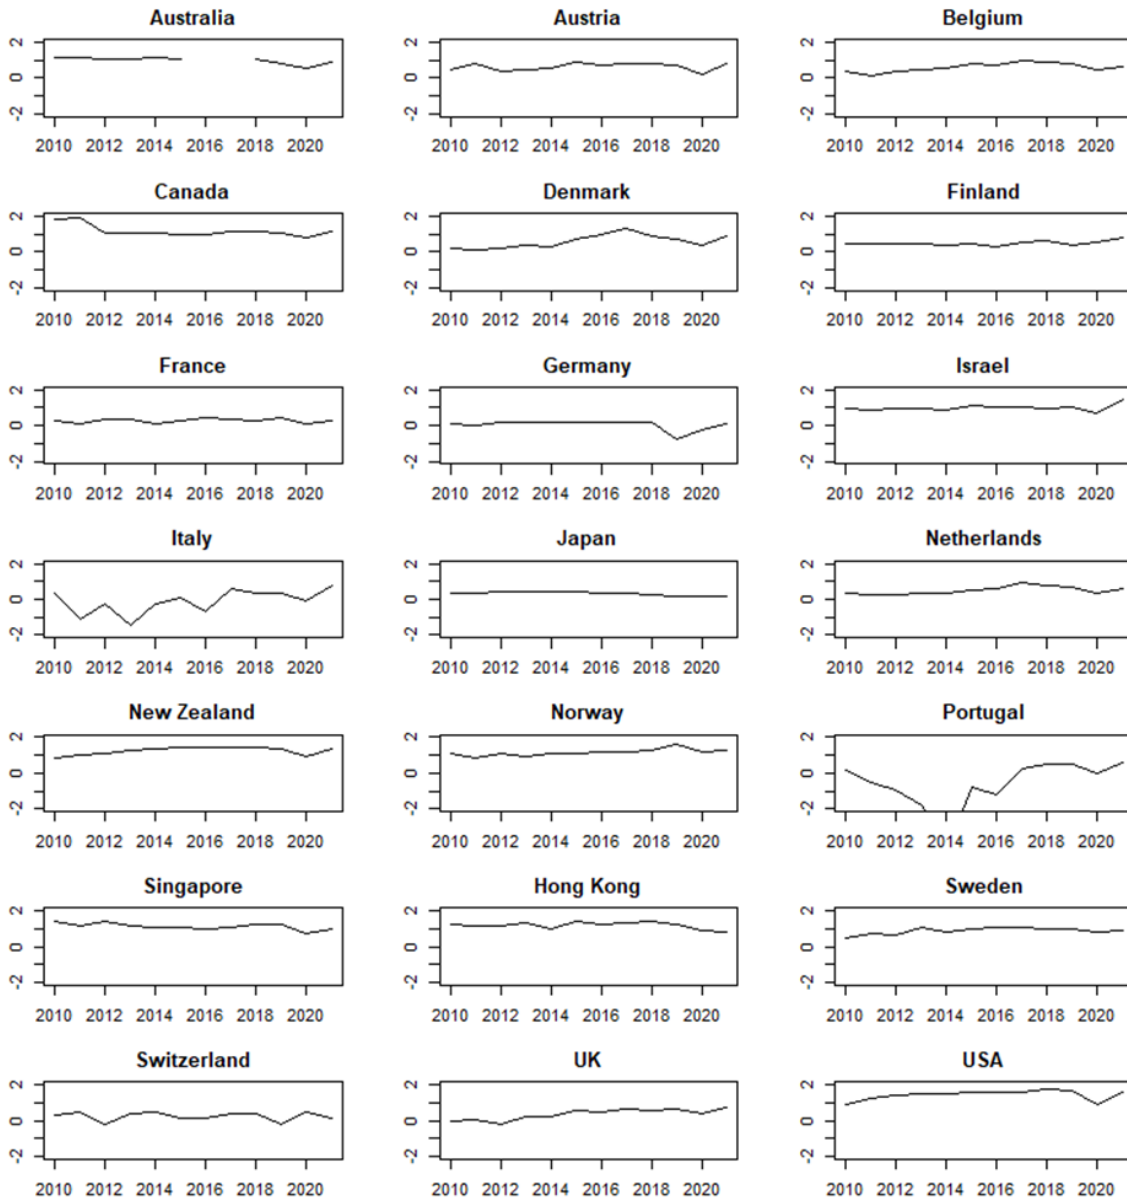 Australia Austria Belgium
2 2 2
0 0 0
-2 -2 -2
2010 2012 2014 2016 2018 2020 2010 2012 2014 2016 2018 2020 2010 2012 2014 2016 2018 2020
Canada Denmark Finland
2 2 2
0 0 0
-2 -2 -2
2010 2012 2014 2016 2018 2020 2010 2012 2014 2016 2018 2020 2010 2012 2014 2016 2018 2020
France Germany Israel
2 2 2
0 0 0
-2 -2 -2
2010 2012 2014 2016 2018 2020 2010 2012 2014 2016 2018 2020 2010 2012 2014 2016 2018 2020
Italy Japan Netherlands
2 2 2
0 0 0
-2 -2 -2
2010 2012 2014 2016 2018 2020 2010 2012 2014 2016 2018 2020 2010 2012 2014 2016 2018 2020
New Zealand Norway Portugal
2 2 2
0 0 0
-2 -2 -2
2010 2012 2014 2016 2018 2020 2010 2012 2014 2016 2018 2020 2010 2012 2014 2016 2018 2020
Singapore Hong Kong Sweden
2 2 2
0 0 0
-2 -2 -2
2010 2012 2014 2016 2018 2020 2010 2012 2014 2016 2018 2020 2010 2012 2014 2016 2018 2020
Switzerland UK USA
2 2 2
0 0 0
-2 -2 -2
2010 2012 2014 2016 2018 2020 2010 2012 2014 2016 2018 2020 2010 2012 2014 2016 2018 2020